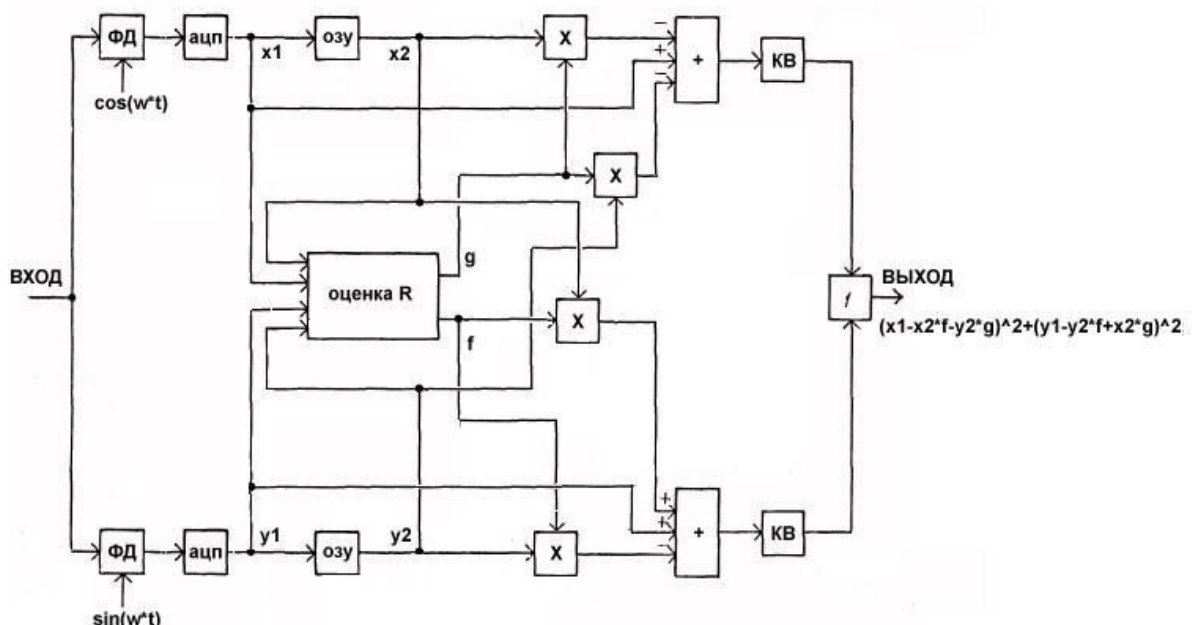 ФД
ацп
x1
озу
x2
X
+
КВ
−
+
−
cos(w*t)
X
g
ВХОД
оценка R
X
f
ВЫХОД
f
(x1-x2*f-y2*g)^2+(y1-y2*f+x2*g)^2
ФД
ацп
y1
озу
y2
X
+
+
−
+
КВ
sin(w*t)